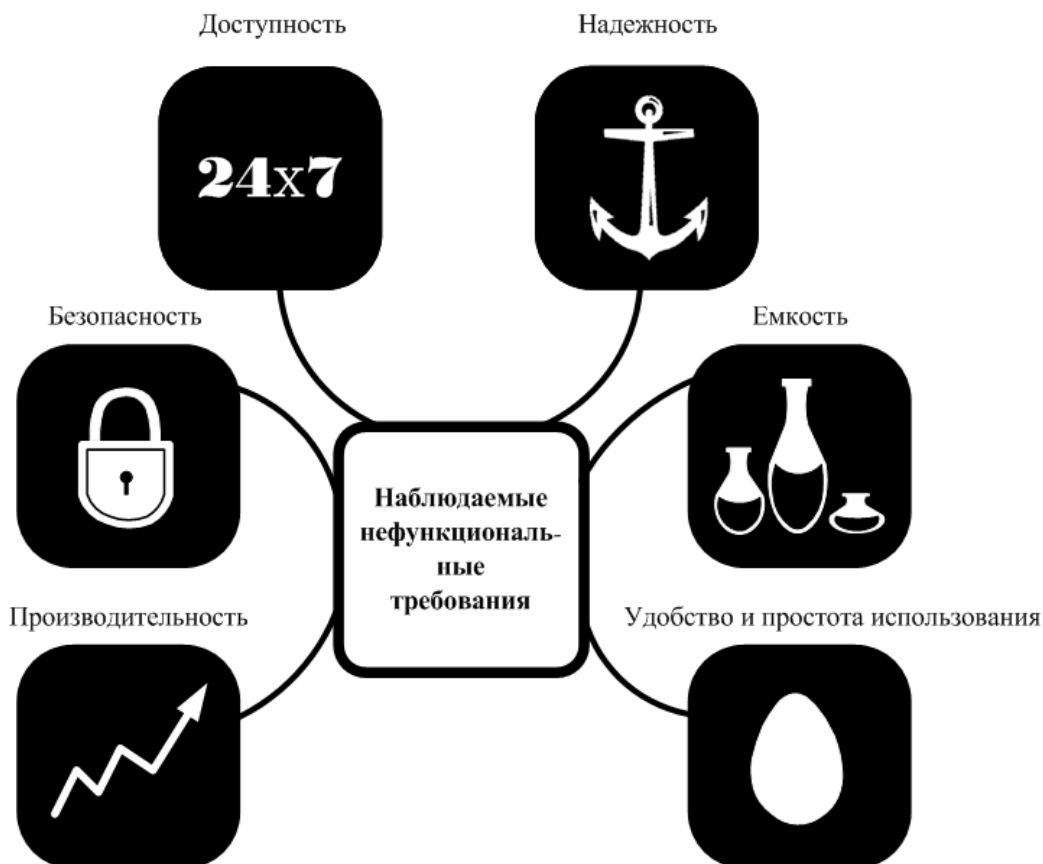 Доступность
Надежность
24x7
Безопасность
Емкость
Наблюдаемые
нефункциональ-
ные
требования
Производительность
Удобство и простота использования